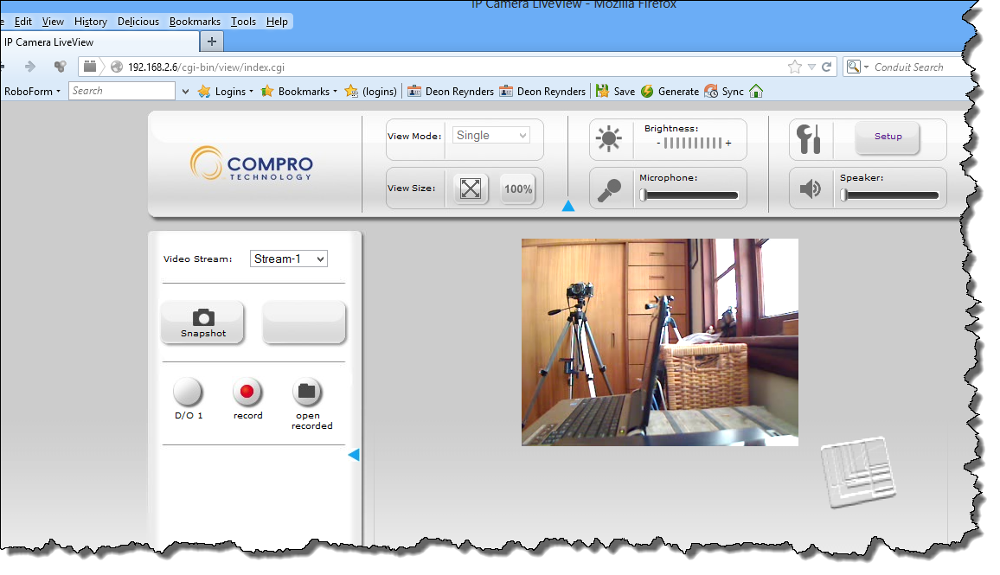 IP Camera LiveView - Mozilla Firefox
Edit View History Delicious Bookmarks Tools Help
IP Camera LiveView +
192.168.2.6/cgi-bin/view/index.cgi
Conduit Search
RoboForm Search Logins Bookmarks (logins) Deon Reynders Deon Reynders Save Generate Sync
COMPRO
TECHNOLOGY
View Mode: Single
View Size: 100%
Brightness:
- +
Microphone:
Setup
Speaker:
Video Stream: Stream-1
Snapshot
D/O 1
record
open
recorded